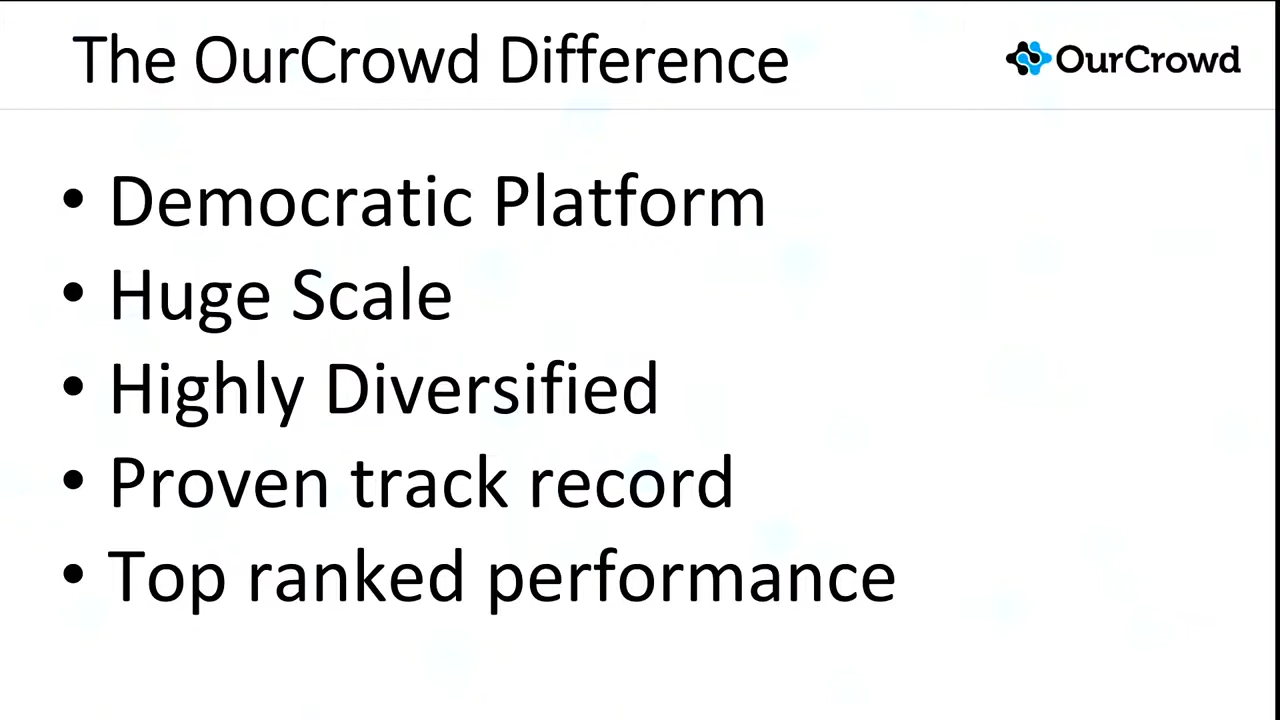 The OurCrowd Difference
OurCrowd
• Democratic Platform
• Huge Scale
• Highly Diversified
• Proven track record
• Top ranked performance